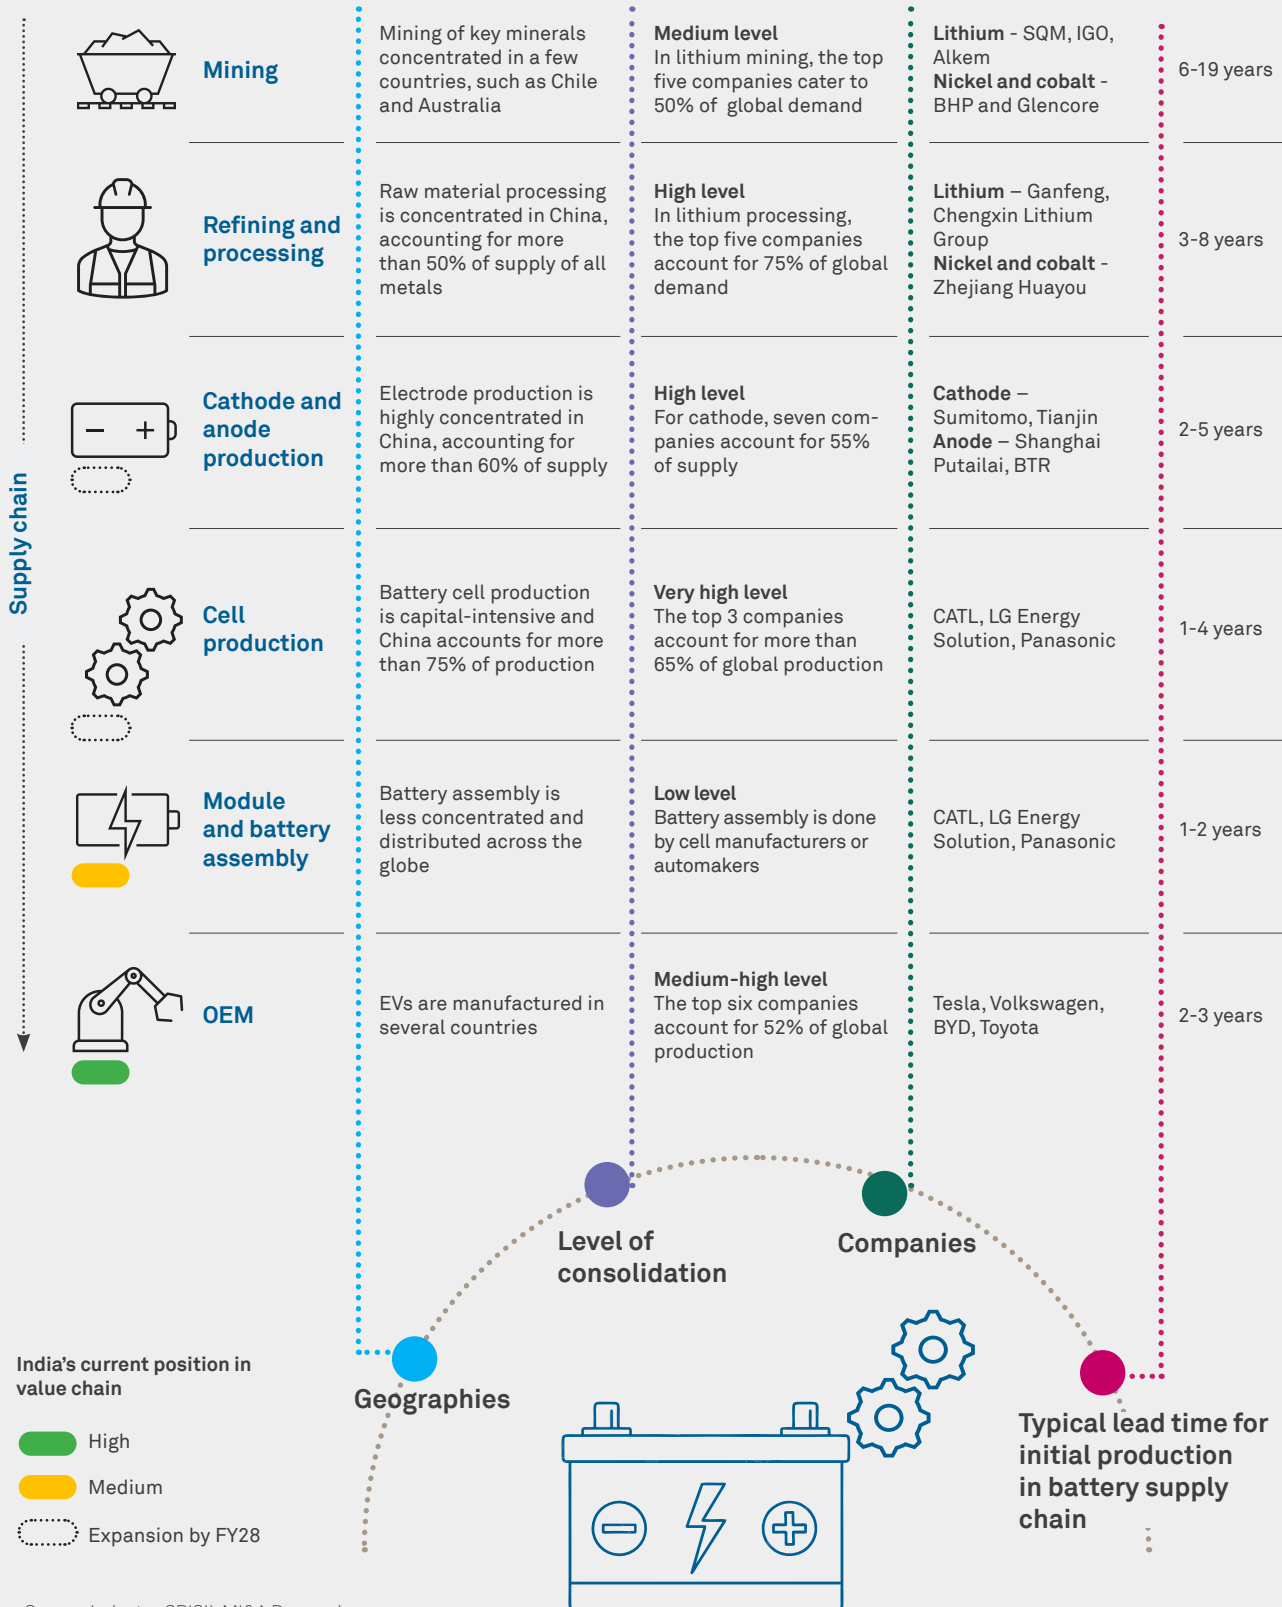 Supply chain
Mining
Mining of key minerals
concentrated in a few
countries, such as Chile
and Australia
Medium level
In lithium mining, the top
five companies cater to
50% of global demand
Lithium - SQM, IGO,
Alkem
Nickel and cobalt -
BHP and Glencore
6-19 years
Refining and
processing
Raw material processing
is concentrated in China,
accounting for more
than 50% of supply of all
metals
High level
In lithium processing,
the top five companies
account for 75% of global
demand
Lithium – Ganfeng,
Chengxin Lithium
Group
Nickel and cobalt -
Zhejiang Huayou
3-8 years
Cathode and
anode
production
Electrode production is
highly concentrated in
China, accounting for
more than 60% of supply
High level
For cathode, seven com-
panies account for 55%
of supply
Cathode –
Sumitomo, Tianjin
Anode – Shanghai
Putailai, BTR
2-5 years
Cell
production
Battery cell production
is capital-intensive and
China accounts for more
than 75% of production
Very high level
The top 3 companies
account for more than
65% of global production
CATL, LG Energy
Solution, Panasonic
1-4 years
Module
and battery
assembly
Battery assembly is
less concentrated and
distributed across the
globe
Low level
Battery assembly is done
by cell manufacturers or
automakers
CATL, LG Energy
Solution, Panasonic
1-2 years
OEM
EVs are manufactured in
several countries
Medium-high level
The top six companies
account for 52% of global
production
Tesla, Volkswagen,
BYD, Toyota
2-3 years
Level of
consolidation
Companies
Geographies
Typical lead time for
initial production
in battery supply
chain
India's current position in
value chain
High
Medium
Expansion by FY28